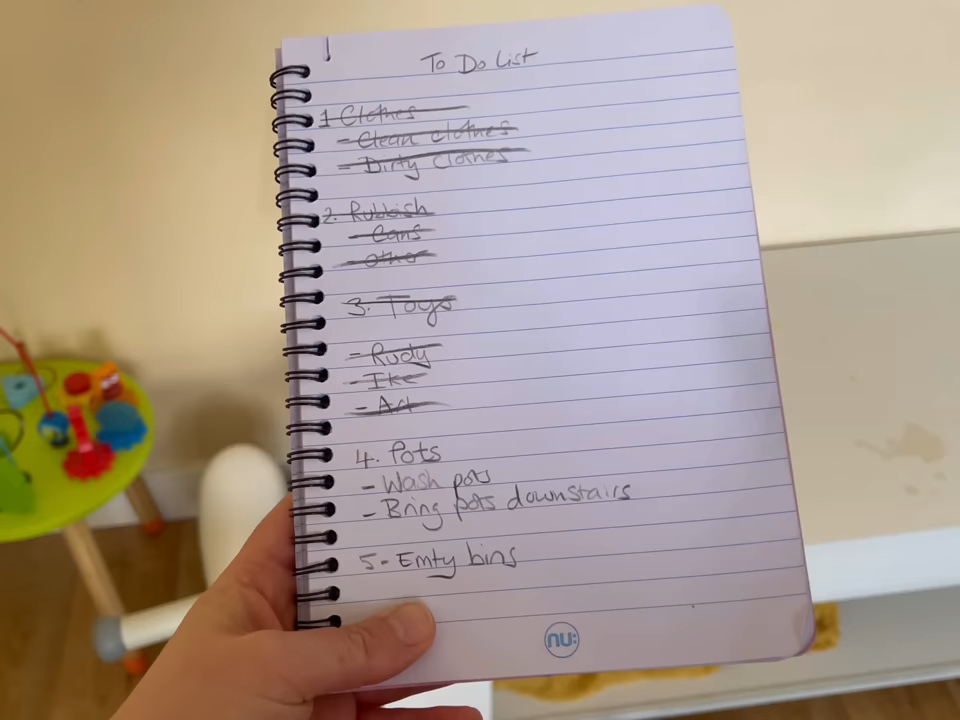 To Do List
1 Clothes
- Clean clothes
- Dirty Clothes
2. Rubbish
- Cans
- Other
3. Toys
- Rudy
- Ike
- Art
4. Pots
- Wash pots
- Bring pots downstairs
5- Emty bins
nu: